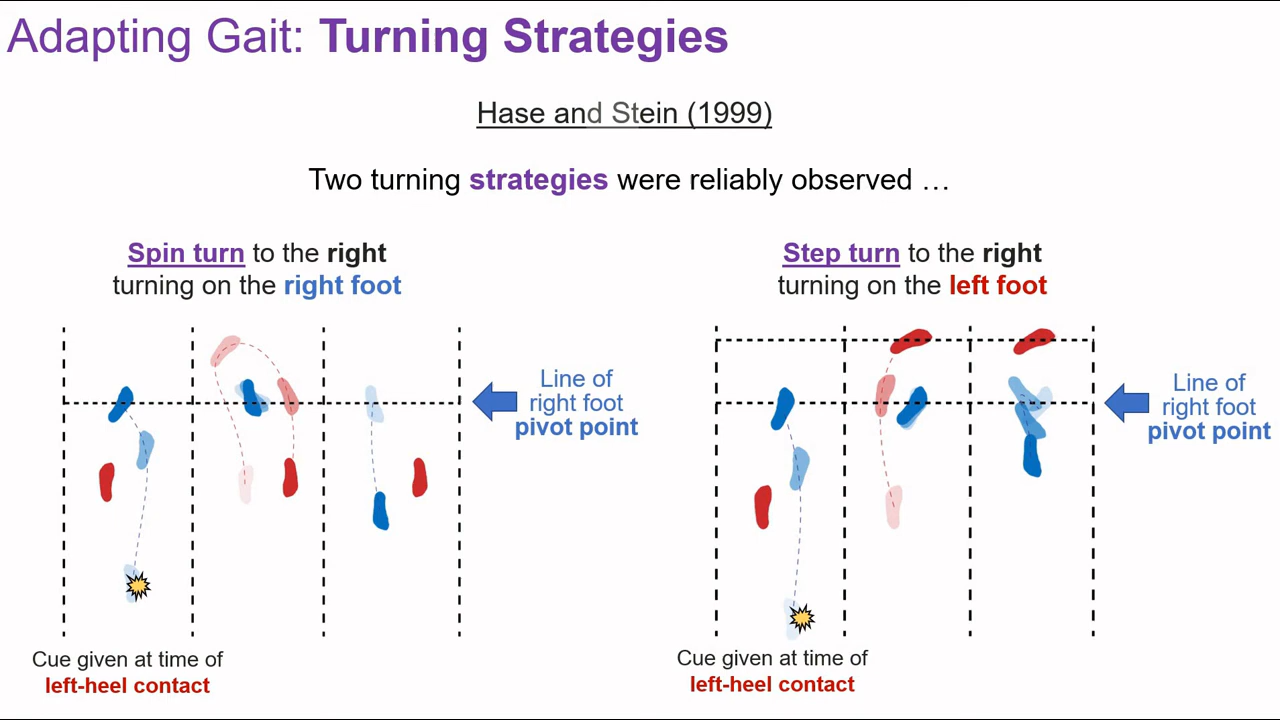 Adapting Gait: Turning Strategies
Hase and Stein (1999)
Two turning strategies were reliably observed …
Spin turn to the right
turning on the right foot
Line of
right foot
pivot point
Cue given at time of
left-heel contact
Step turn to the right
turning on the left foot
Line of
right foot
pivot point
Cue given at time of
left-heel contact